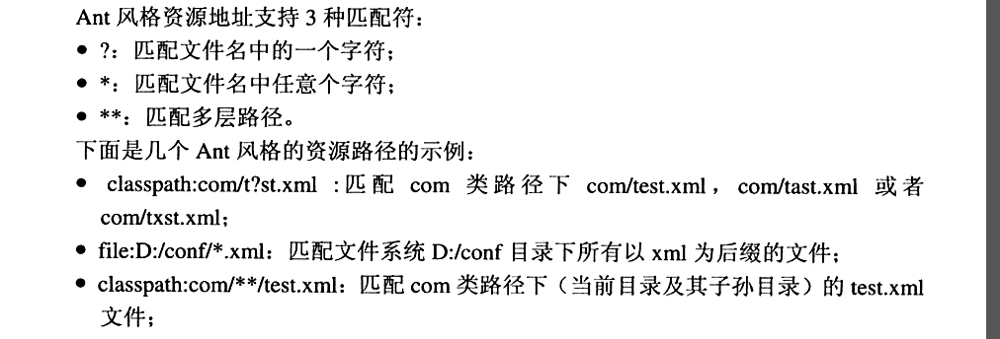 Ant 风格资源地址支持 3 种匹配符：
● ?：匹配文件名中的一个字符；
● *：匹配文件名中任意个字符；
● **：匹配多层路径。
下面是几个 Ant 风格的资源路径的示例：
● classpath:com/t?st.xml :匹配 com 类路径下 com/test.xml，com/tast.xml 或者
com/txst.xml；
● file:D:/conf/*.xml：匹配文件系统 D:/conf 目录下所有以 xml 为后缀的文件；
● classpath:com/**/test.xml：匹配 com 类路径下（当前目录及其子孙目录）的 test.xml
文件；